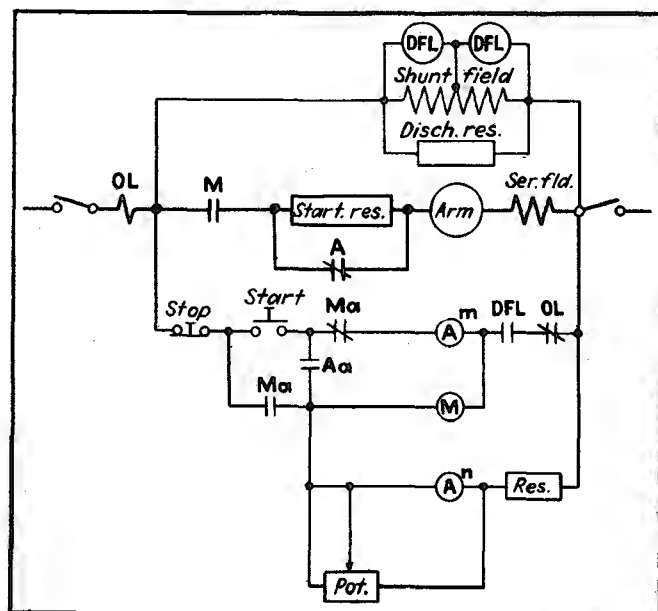 DFL DFL
Shunt field
Disch. res.
OL
M
Start. res.
Arm
Ser. fld.
A
Stop
Start
Ma
A m
DFL
OL
Aa
Ma
M
A n
Res.
Pot.